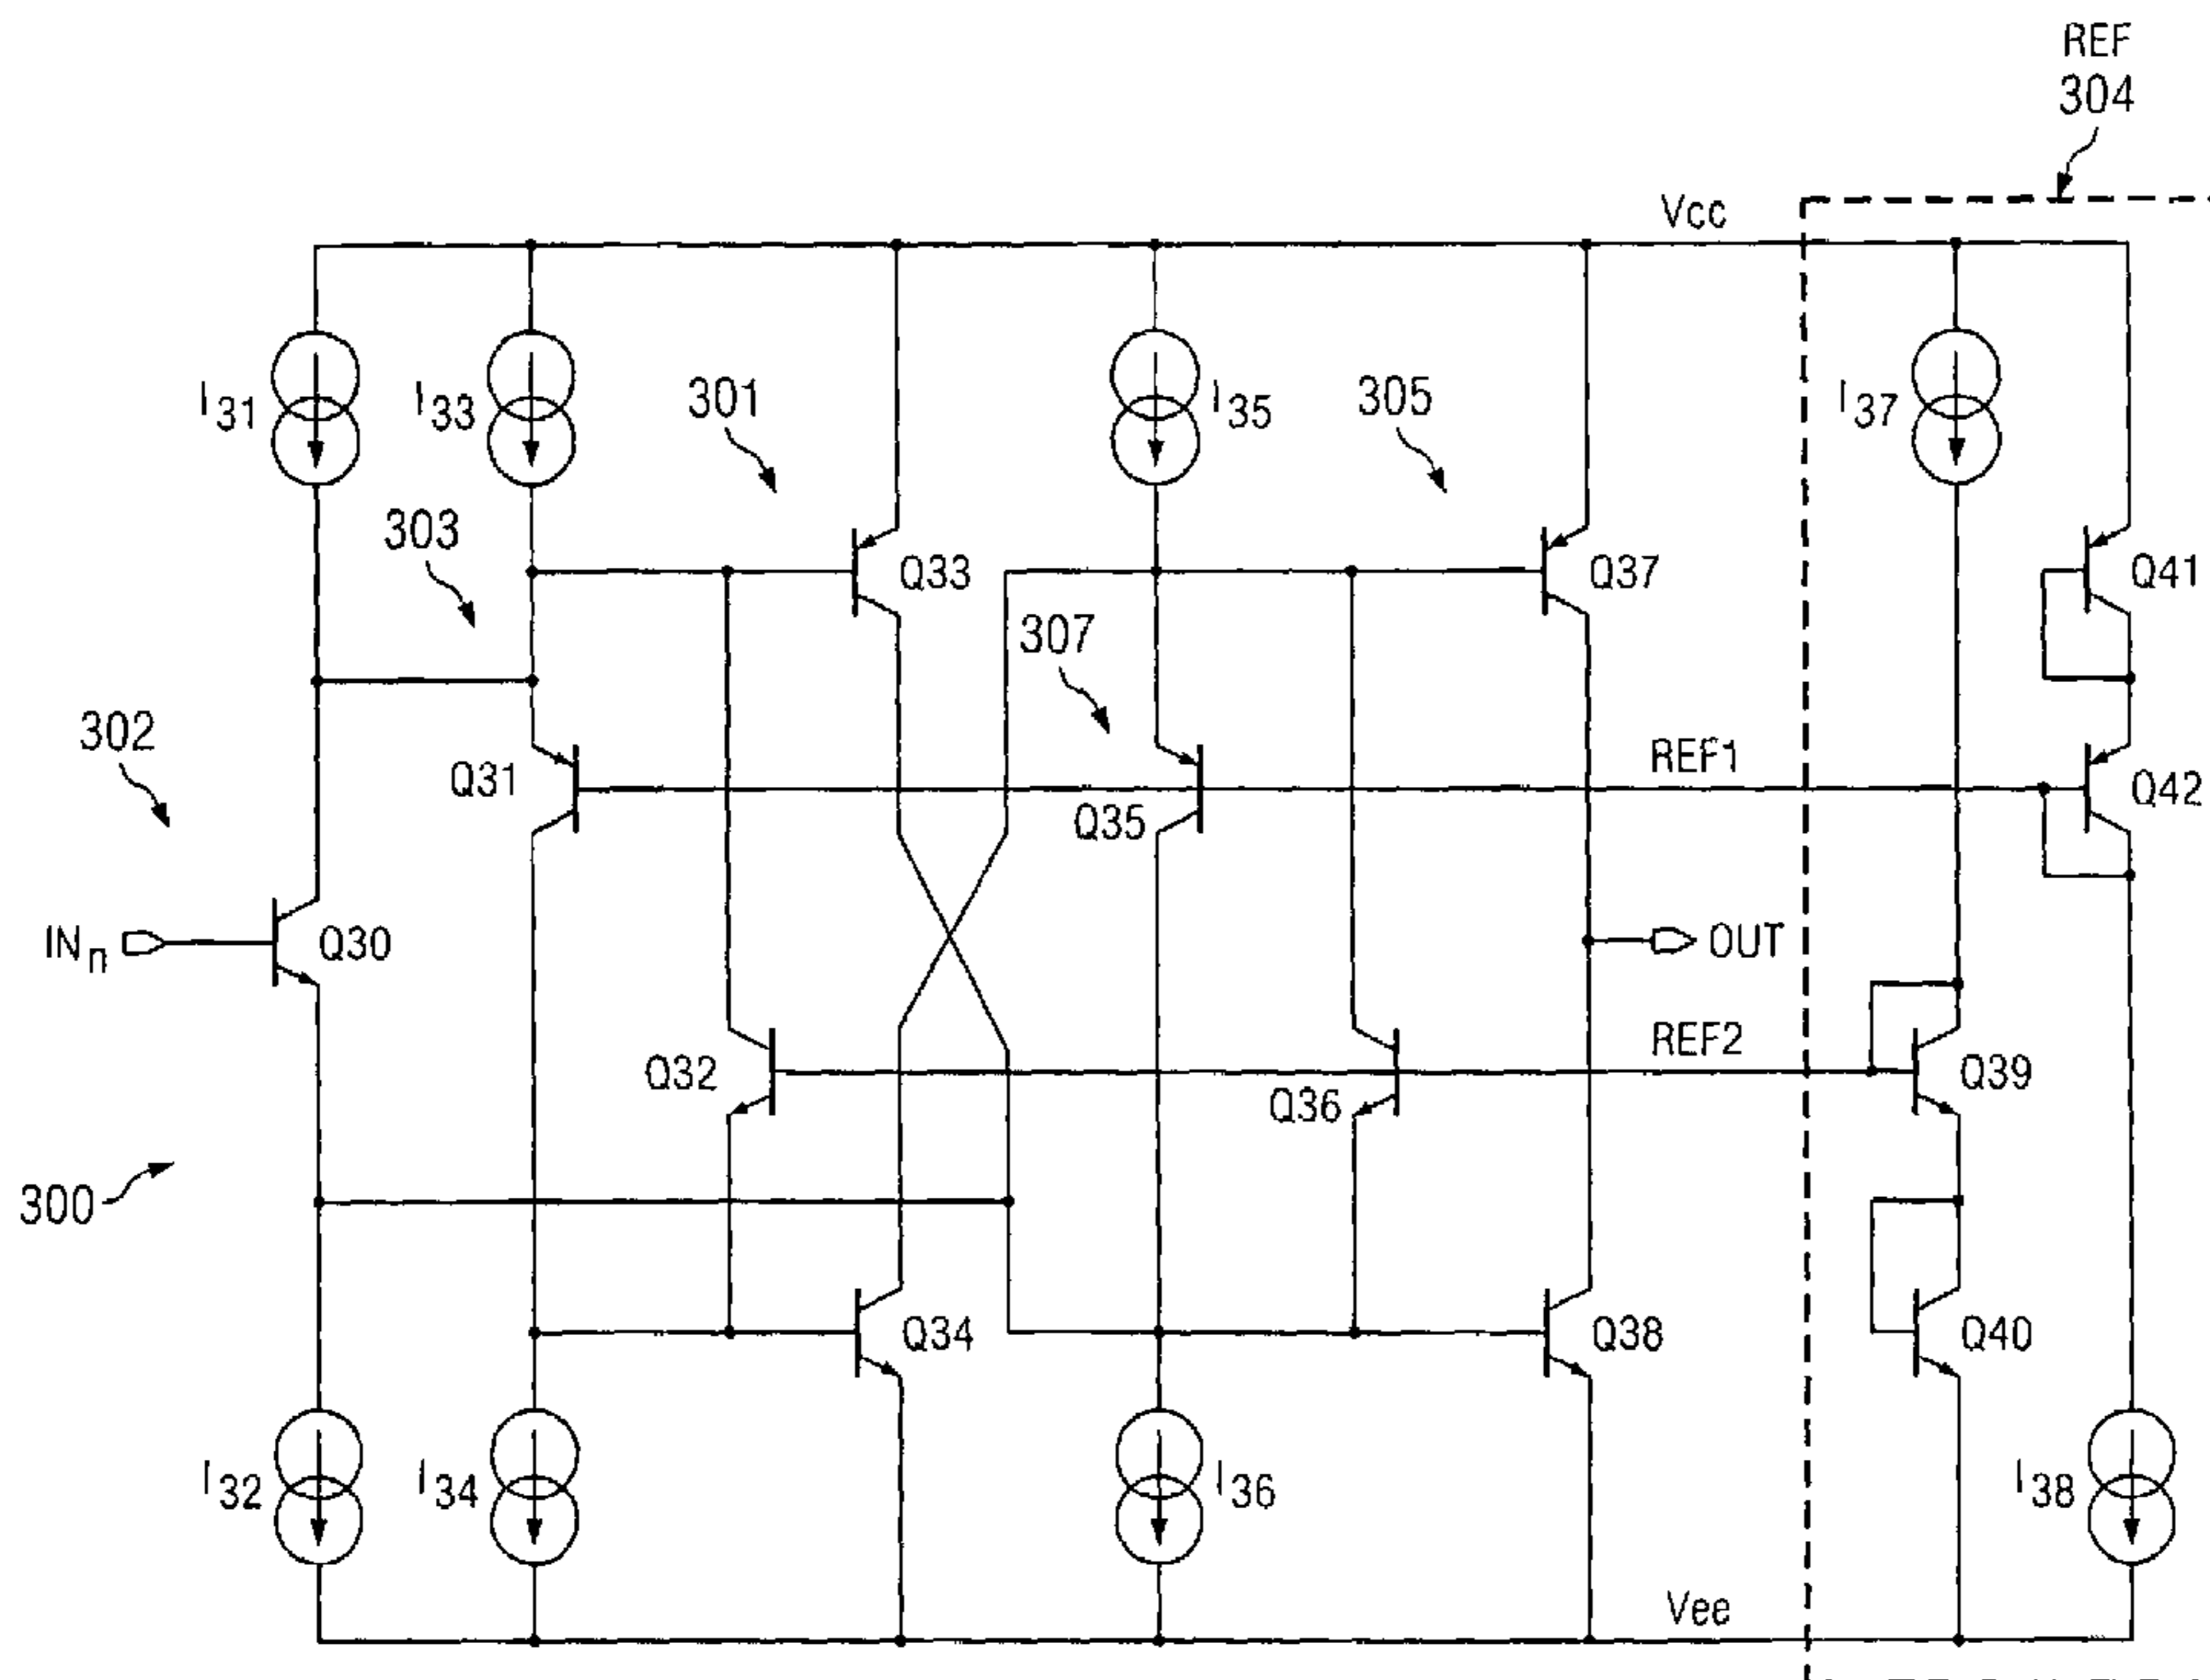 REF
304
Vcc
I31
I33
301
I35
305
I37
303
Q33
Q37
Q41
307
302
Q31
REF1
Q42
Q35
INn
Q30
OUT
Q32
REF2
Q39
Q36
300
Q34
Q38
Q40
I32
I34
I36
I38
Vee